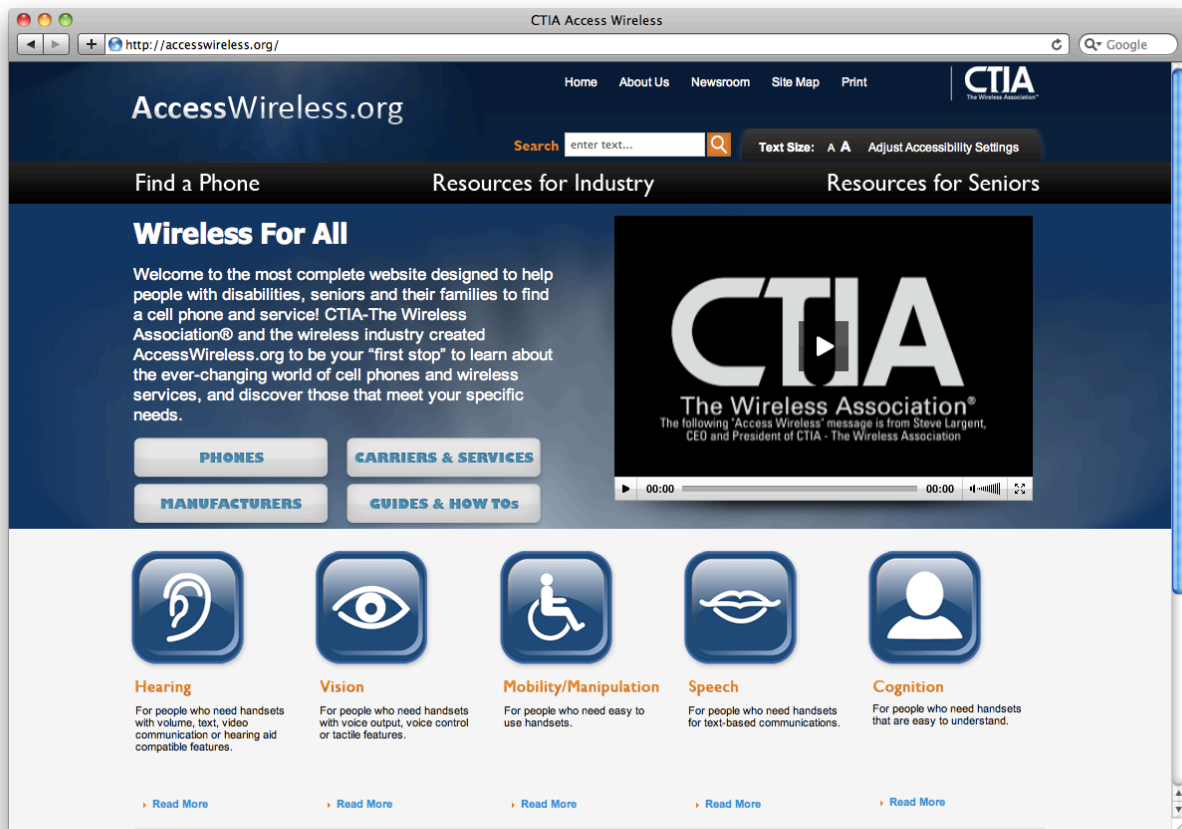 CTIA Access Wireless
http://accesswireless.org/
Google
Home About Us Newsroom Site Map Print
CTIA
The Wireless Association™
AccessWireless.org
Search enter text...
Text Size: A A Adjust Accessibility Settings
Find a Phone Resources for Industry Resources for Seniors
Wireless For All
Welcome to the most complete website designed to help
people with disabilities, seniors and their families to find
a cell phone and service! CTIA-The Wireless
Association® and the wireless industry created
AccessWireless.org to be your “first stop” to learn about
the ever-changing world of cell phones and wireless
services, and discover those that meet your specific
needs.
PHONES CARRIERS & SERVICES
MANUFACTURERS GUIDES & HOW TOs
CTIA
The Wireless Association®
The following 'Access Wireless' message is from Steve Largent,
CEO and President of CTIA - The Wireless Association
00:00 00:00
Hearing
For people who need handsets
with volume, text, video
communication or hearing aid
compatible features.
Read More
Vision
For people who need handsets
with voice output, voice control
or tactile features.
Read More
Mobility/Manipulation
For people who need easy to
use handsets.
Read More
Speech
For people who need handsets
for text-based communications.
Read More
Cognition
For people who need handsets
that are easy to understand.
Read More